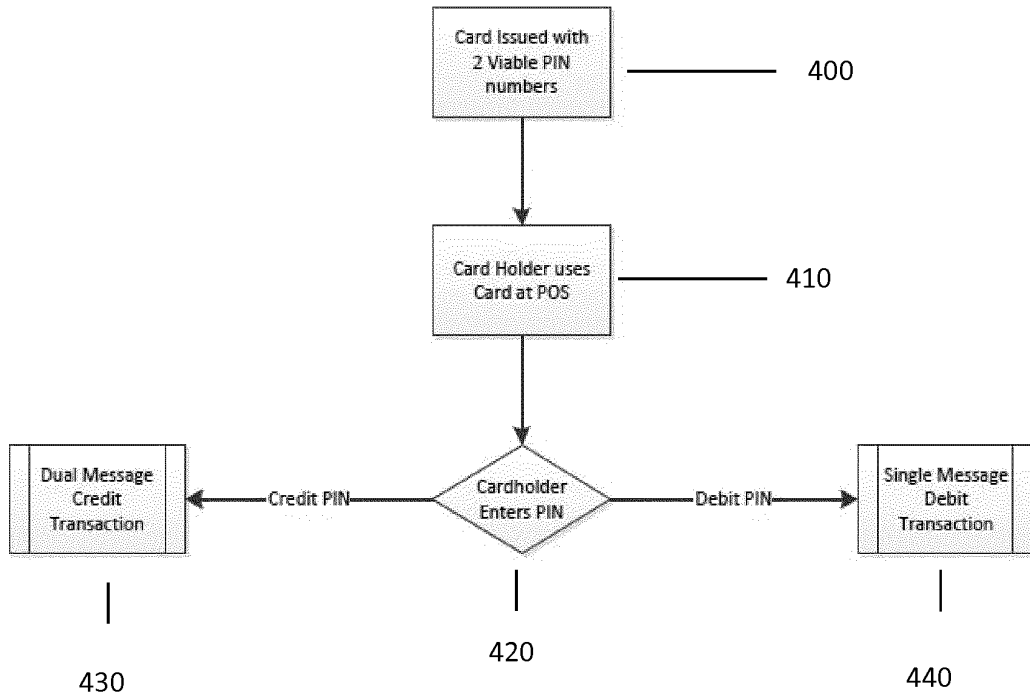 Card Issued with
2 Viable PIN
numbers
400
Card Holder uses
Card at POS
410
Dual Message
Credit
Transaction
Credit PIN
Cardholder
Enters PIN
Debit PIN
Single Message
Debit
Transaction
430
420
440